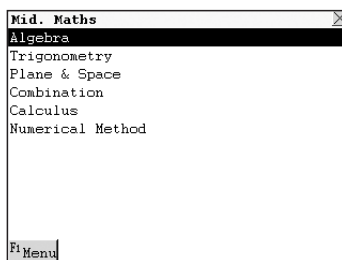 Mid. Maths
Algebra
Trigonometry
Plane & Space
Combination
Calculus
Numerical Method
F1 Menu